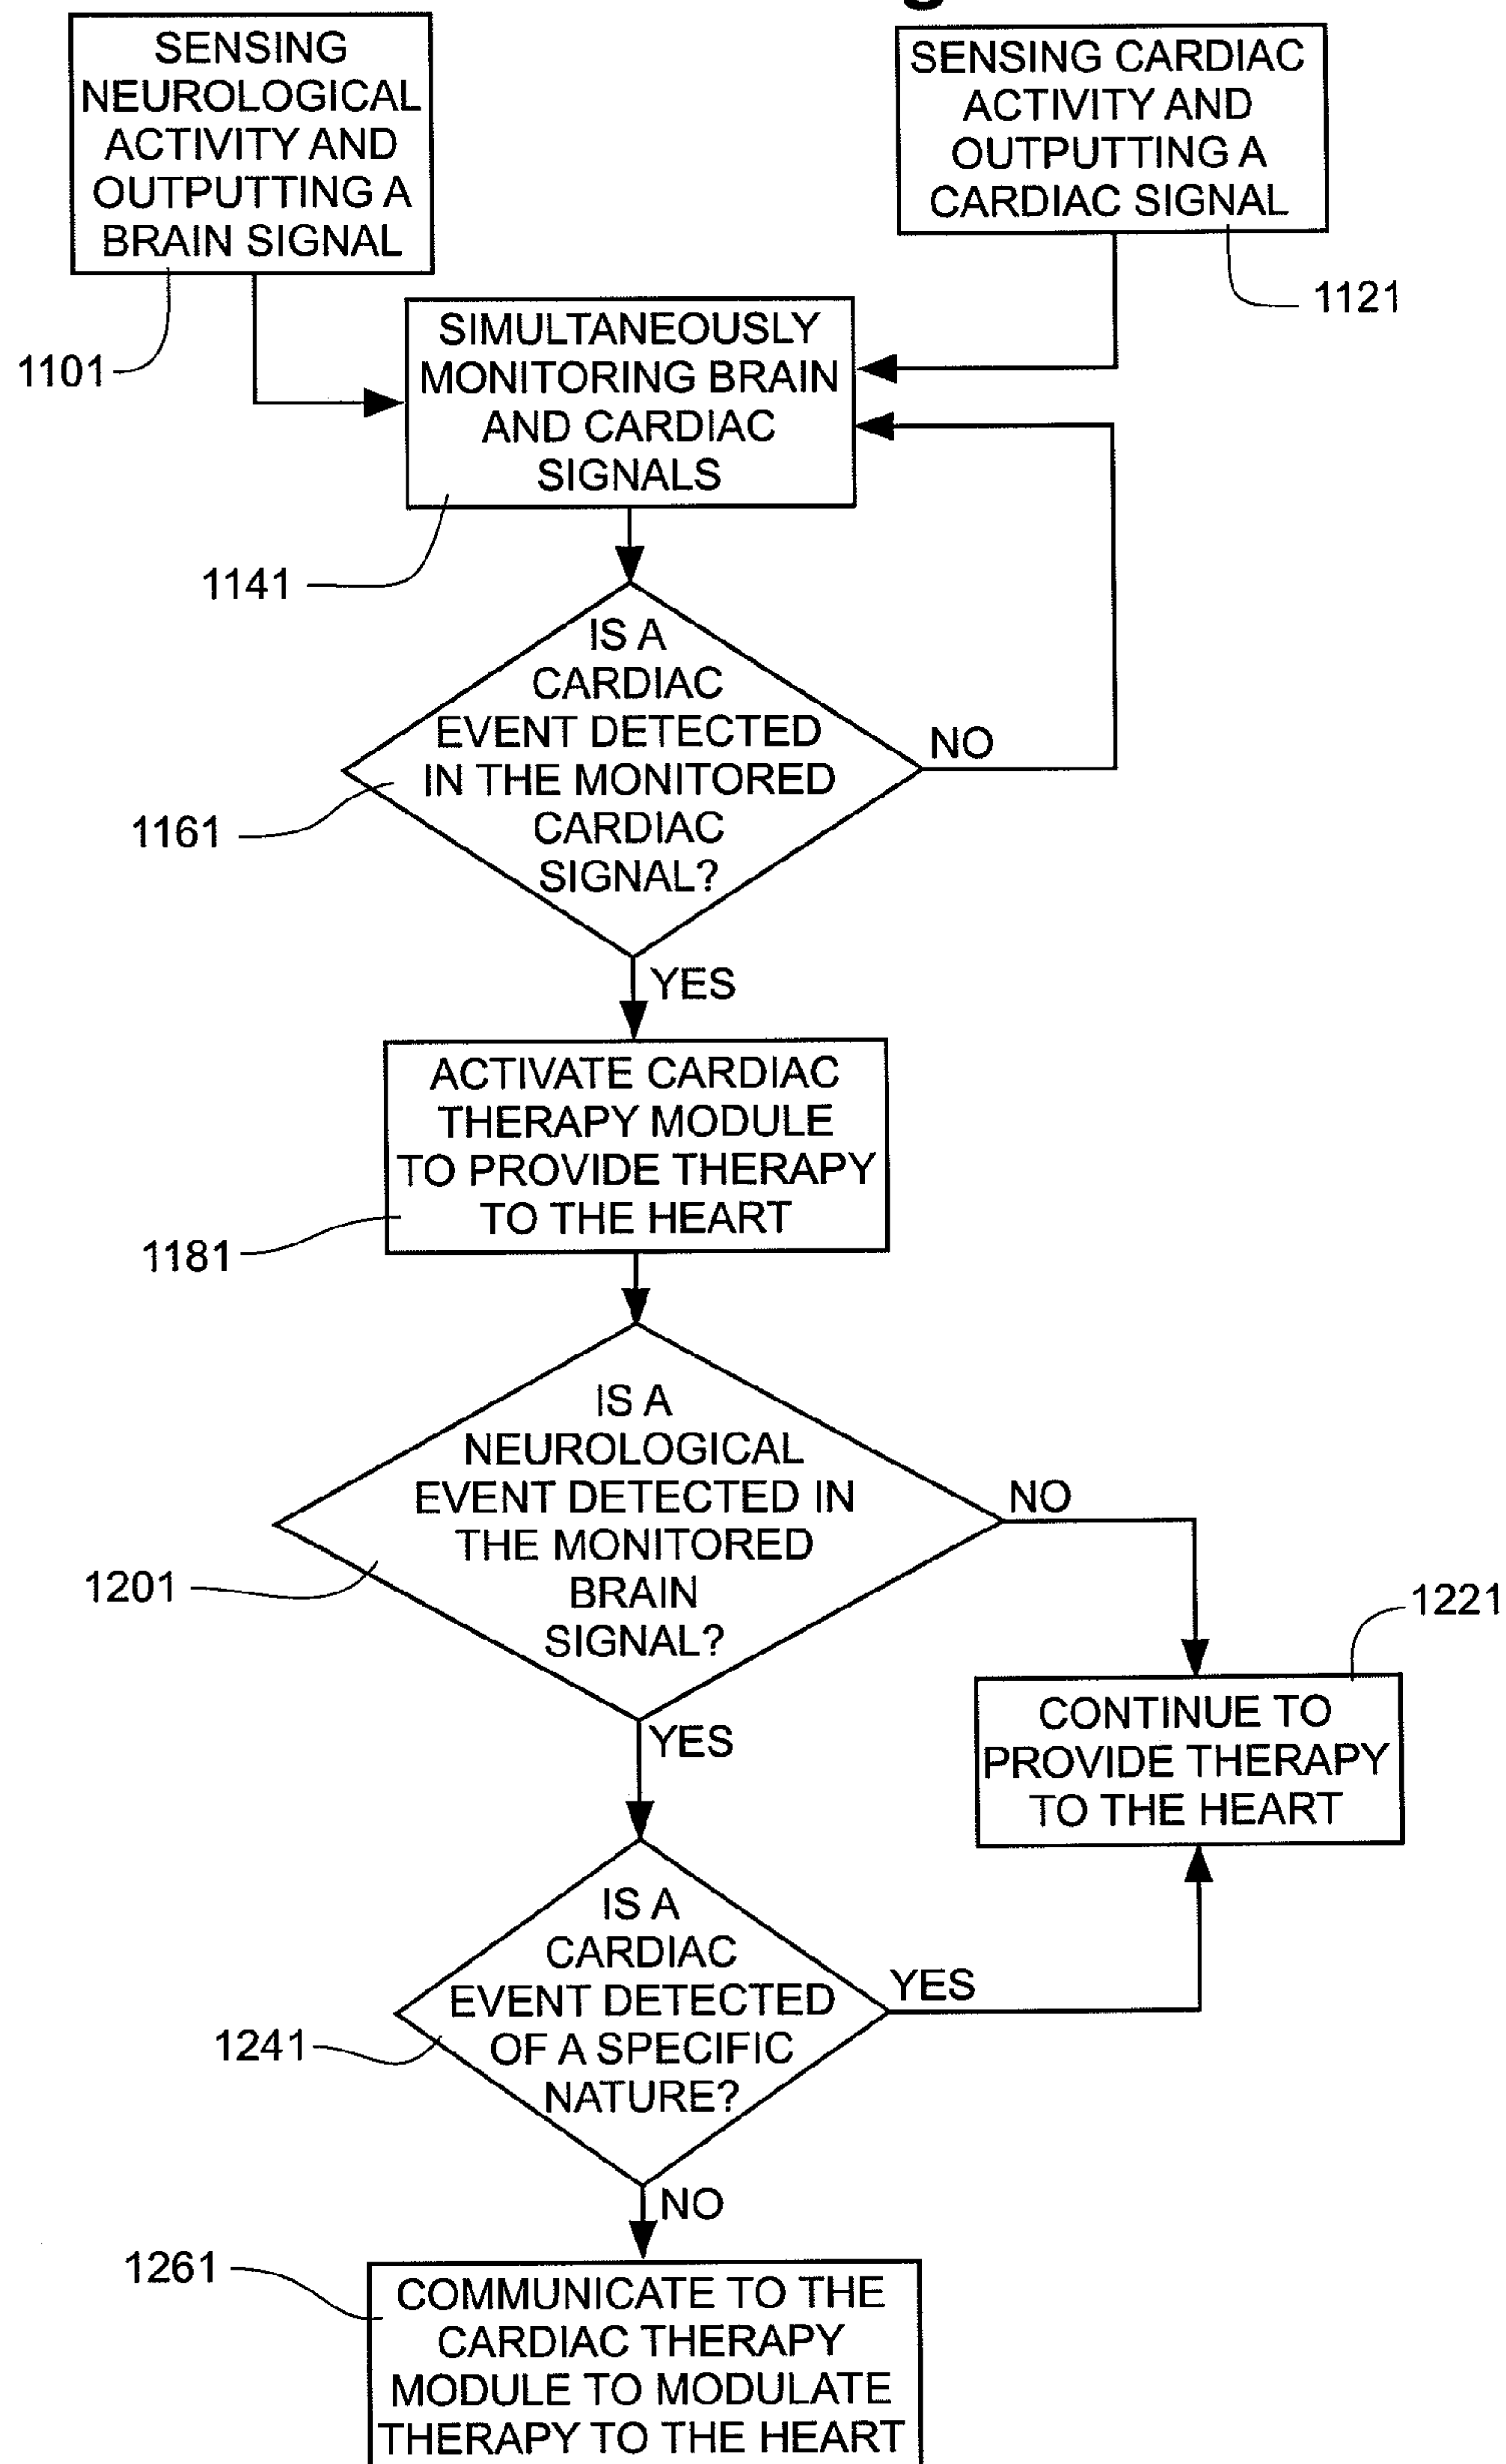 SENSING
NEUROLOGICAL
ACTIVITY AND
OUTPUTTING A
BRAIN SIGNAL
SENSING CARDIAC
ACTIVITY AND
OUTPUTTING A
CARDIAC SIGNAL
1121
1101
SIMULTANEOUSLY
MONITORING BRAIN
AND CARDIAC
SIGNALS
1141
IS A
CARDIAC
EVENT DETECTED
IN THE MONITORED
CARDIAC
SIGNAL?
NO
1161
YES
ACTIVATE CARDIAC
THERAPY MODULE
TO PROVIDE THERAPY
TO THE HEART
1181
IS A
NEUROLOGICAL
EVENT DETECTED IN
THE MONITORED
BRAIN
SIGNAL?
NO
1201
1221
YES
CONTINUE TO
PROVIDE THERAPY
TO THE HEART
IS A
CARDIAC
EVENT DETECTED
OF A SPECIFIC
NATURE?
YES
1241
NO
1261
COMMUNICATE TO THE
CARDIAC THERAPY
MODULE TO MODULATE
THERAPY TO THE HEART